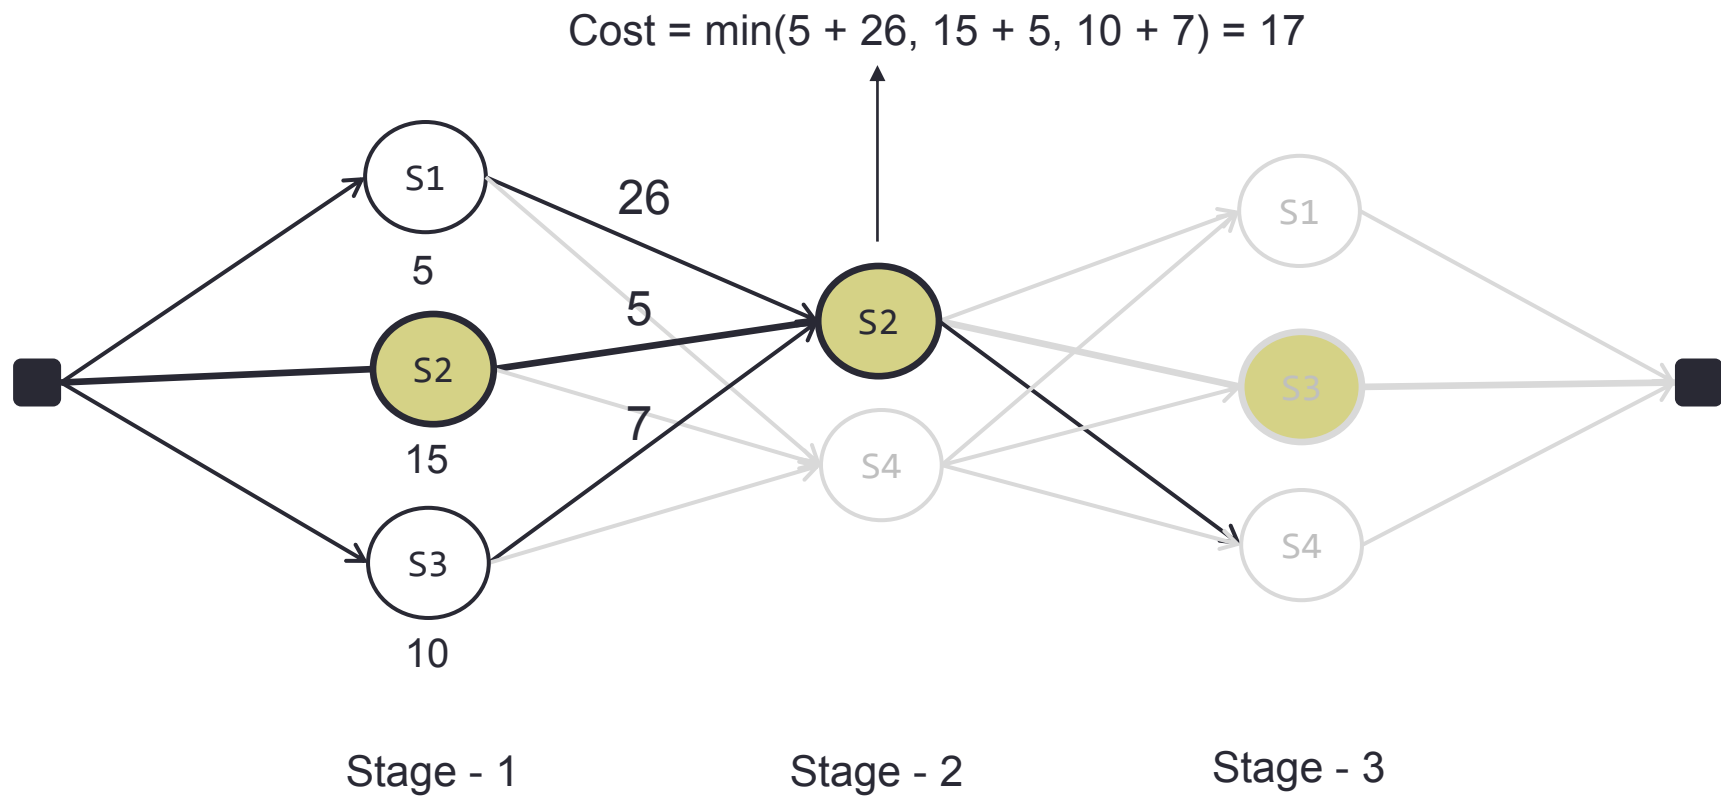 Cost = min(5 + 26, 15 + 5, 10 + 7) = 17
S1
5
S2
15
S3
10
26
5
7
S2
S4
S1
S3
S4
Stage - 1
Stage - 2
Stage - 3